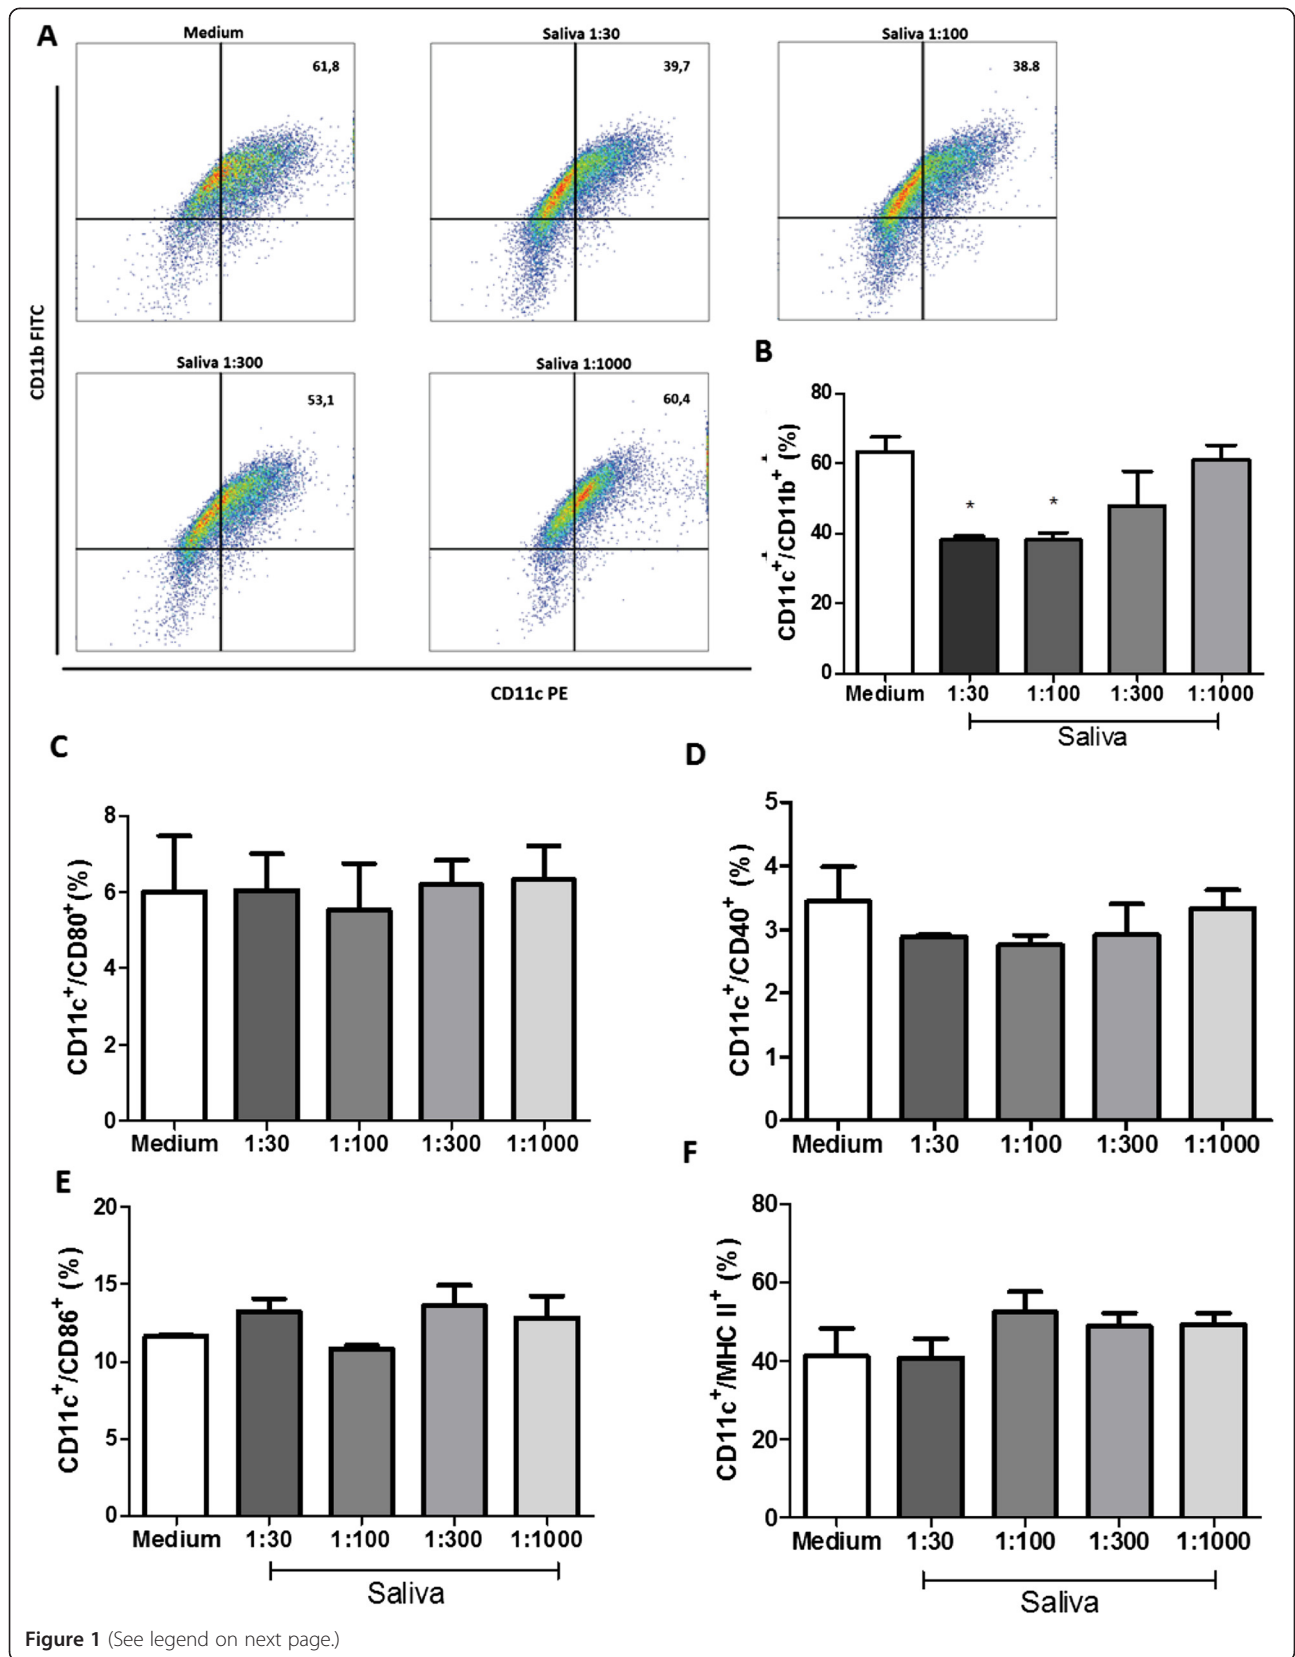 A
Medium
61,8
Saliva 1:30
39,7
Saliva 1:100
38.8
CD11b FITC
Saliva 1:300
53,1
Saliva 1:1000
60,4
CD11c PE
B
CD11c+/CD11b+ (%)
80
60
40
20
0
* *
Medium 1:30 1:100 1:300 1:1000
Saliva
C
CD11c+/CD80+(%)
8
6
4
2
0
Medium 1:30 1:100 1:300 1:1000
D
CD11c+/CD40+ (%)
5
4
3
2
1
0
Medium 1:30 1:100 1:300 1:1000
E
CD11c+/CD86+ (%)
20
15
10
5
0
Medium 1:30 1:100 1:300 1:1000
Saliva
F
CD11c+/MHC II+ (%)
80
60
40
20
0
Medium 1:30 1:100 1:300 1:1000
Saliva
Figure 1 (See legend on next page.)